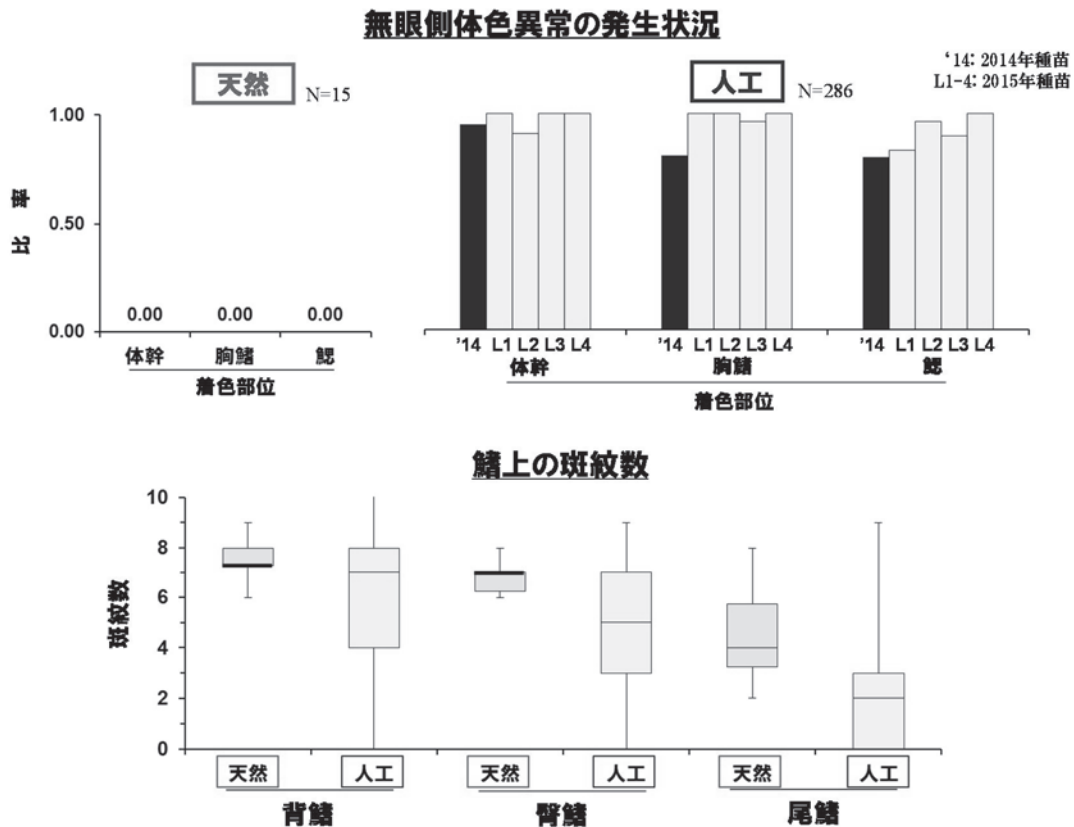 無眼側体色異常の発生状況
天然 N=15
人工 N=286
‘14: 2014年種苗
L1-4: 2015年種苗
比率
1.00
0.50
0.00
0.00 0.00 0.00
体幹 胸鰭 鰓
着色部位
'14 L1 L2 L3 L4 '14 L1 L2 L3 L4 '14 L1 L2 L3 L4
体幹 胸鰭 鰓
着色部位
鰭上の斑紋数
斑紋数
10
8
6
4
2
0
天然 人工 天然 人工 天然 人工
背鰭 臀鰭 尾鰭